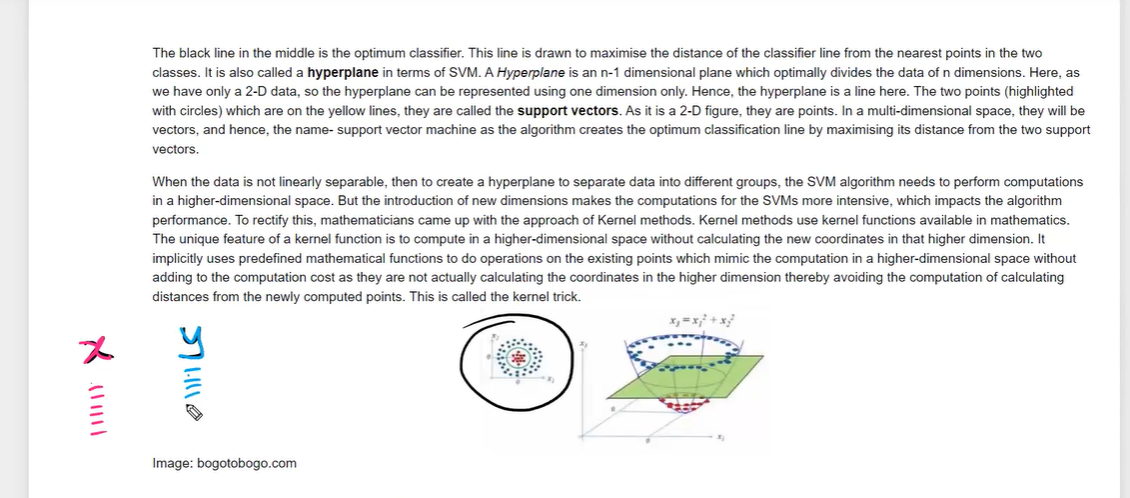 The black line in the middle is the optimum classifier. This line is drawn to maximise the distance of the classifier line from the nearest points in the two
classes. It is also called a hyperplane in terms of SVM. A Hyperplane is an n-1 dimensional plane which optimally divides the data of n dimensions. Here, as
we have only a 2-D data, so the hyperplane can be represented using one dimension only. Hence, the hyperplane is a line here. The two points (highlighted
with circles) which are on the yellow lines, they are called the support vectors. As it is a 2-D figure, they are points. In a multi-dimensional space, they will be
vectors, and hence, the name- support vector machine as the algorithm creates the optimum classification line by maximising its distance from the two support
vectors.
When the data is not linearly separable, then to create a hyperplane to separate data into different groups, the SVM algorithm needs to perform computations
in a higher-dimensional space. But the introduction of new dimensions makes the computations for the SVMs more intensive, which impacts the algorithm
performance. To rectify this, mathematicians came up with the approach of Kernel methods. Kernel methods use kernel functions available in mathematics.
The unique feature of a kernel function is to compute in a higher-dimensional space without calculating the new coordinates in that higher dimension. It
implicitly uses predefined mathematical functions to do operations on the existing points which mimic the computation in a higher-dimensional space without
adding to the computation cost as they are not actually calculating the coordinates in the higher dimension thereby avoiding the computation of calculating
distances from the newly computed points. This is called the kernel trick.
x y
Image: bogotobogo.com